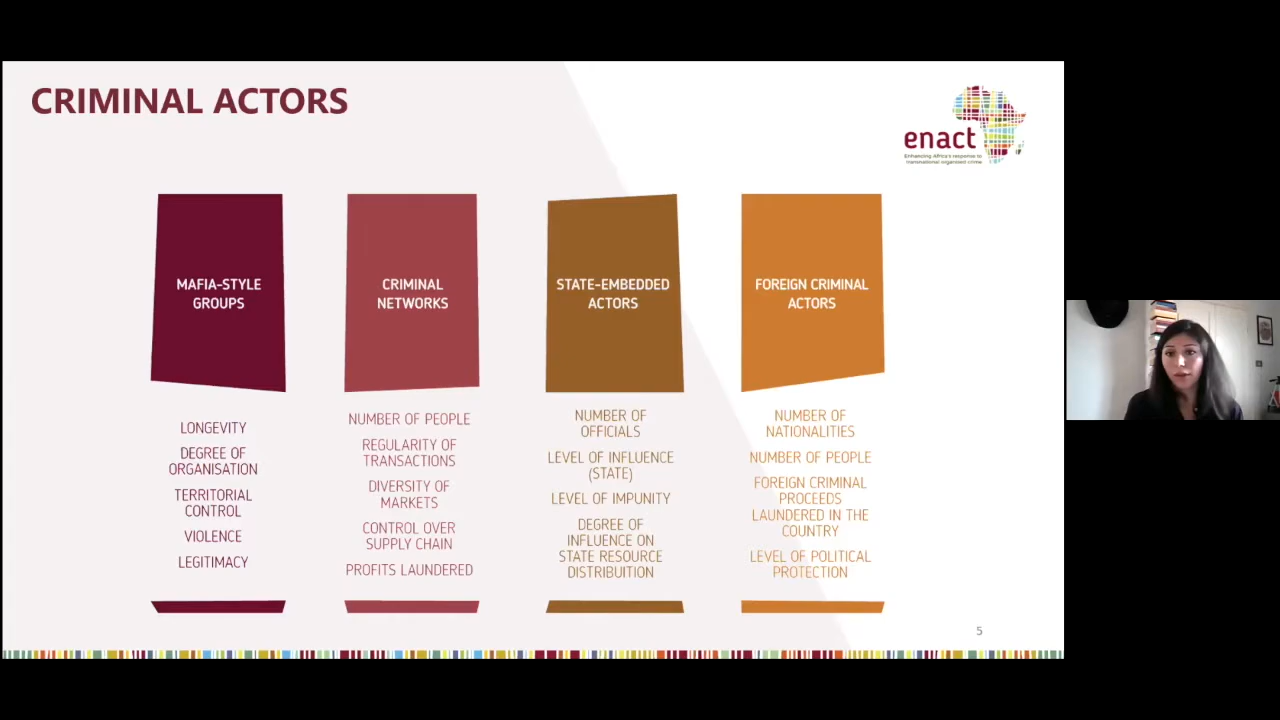 CRIMINAL ACTORS
enact
Enhancing Africa's response to
transnational organised crime
MAFIA-STYLE
GROUPS
LONGEVITY
DEGREE OF
ORGANISATION
TERRITORIAL
CONTROL
VIOLENCE
LEGITIMACY
CRIMINAL
NETWORKS
NUMBER OF PEOPLE
REGULARITY OF
TRANSACTIONS
DIVERSITY OF
MARKETS
CONTROL OVER
SUPPLY CHAIN
PROFITS LAUNDERED
STATE-EMBEDDED
ACTORS
NUMBER OF
OFFICIALS
LEVEL OF INFLUENCE
(STATE)
LEVEL OF IMPUNITY
DEGREE OF
INFLUENCE ON
STATE RESOURCE
DISTRIBUITION
FOREIGN CRIMINAL
ACTORS
NUMBER OF
NATIONALITIES
NUMBER OF PEOPLE
FOREIGN CRIMINAL
PROCEEDS
LAUNDERED IN THE
COUNTRY
LEVEL OF POLITICAL
PROTECTION
5